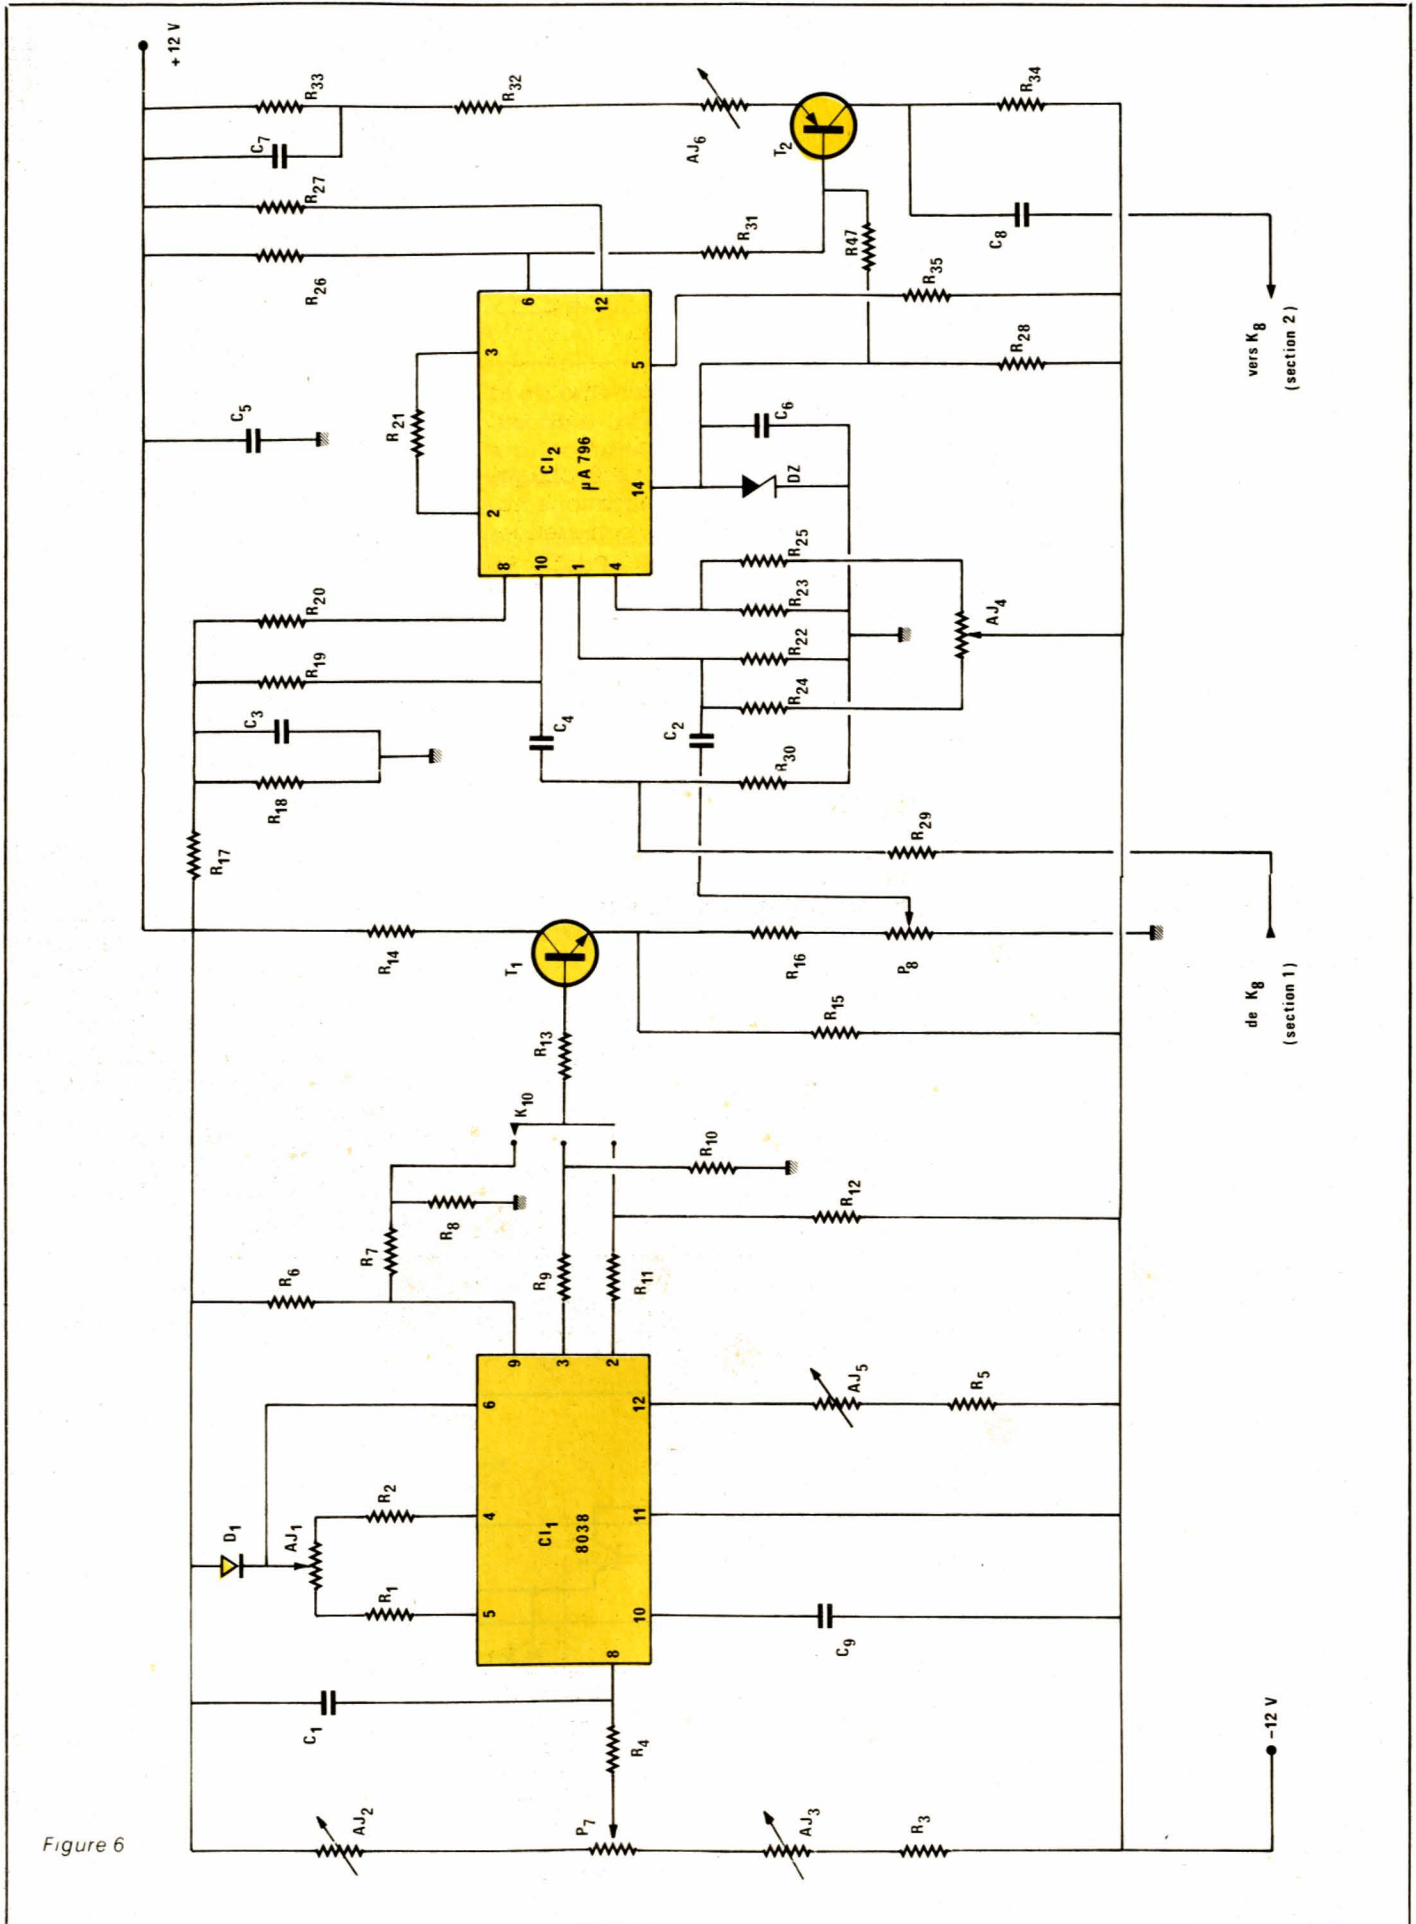 +12 V
R33
R32
AJ6
T2
R34
C7
R27
R26
R31
R47
C8
R35
R28
vers K8
(section 2)
C5
R21
3
2
6
12
CI2
µA 796
5
14
8
10
1
4
C6
DZ
R20
R19
C3
R18
R17
C4
C2
R25
R23
R22
R24
R30
AJ4
R29
R14
T1
R16
P8
R15
R13
K10
de K8
(section 1)
R10
R12
R8
R7
R6
R9
R11
9
3
2
6
4
5
12
11
10
8
CI1
8038
D1
AJ1
R2
R1
AJ5
R5
C9
C1
R4
AJ2
P7
AJ3
R3
-12 V
Figure 6